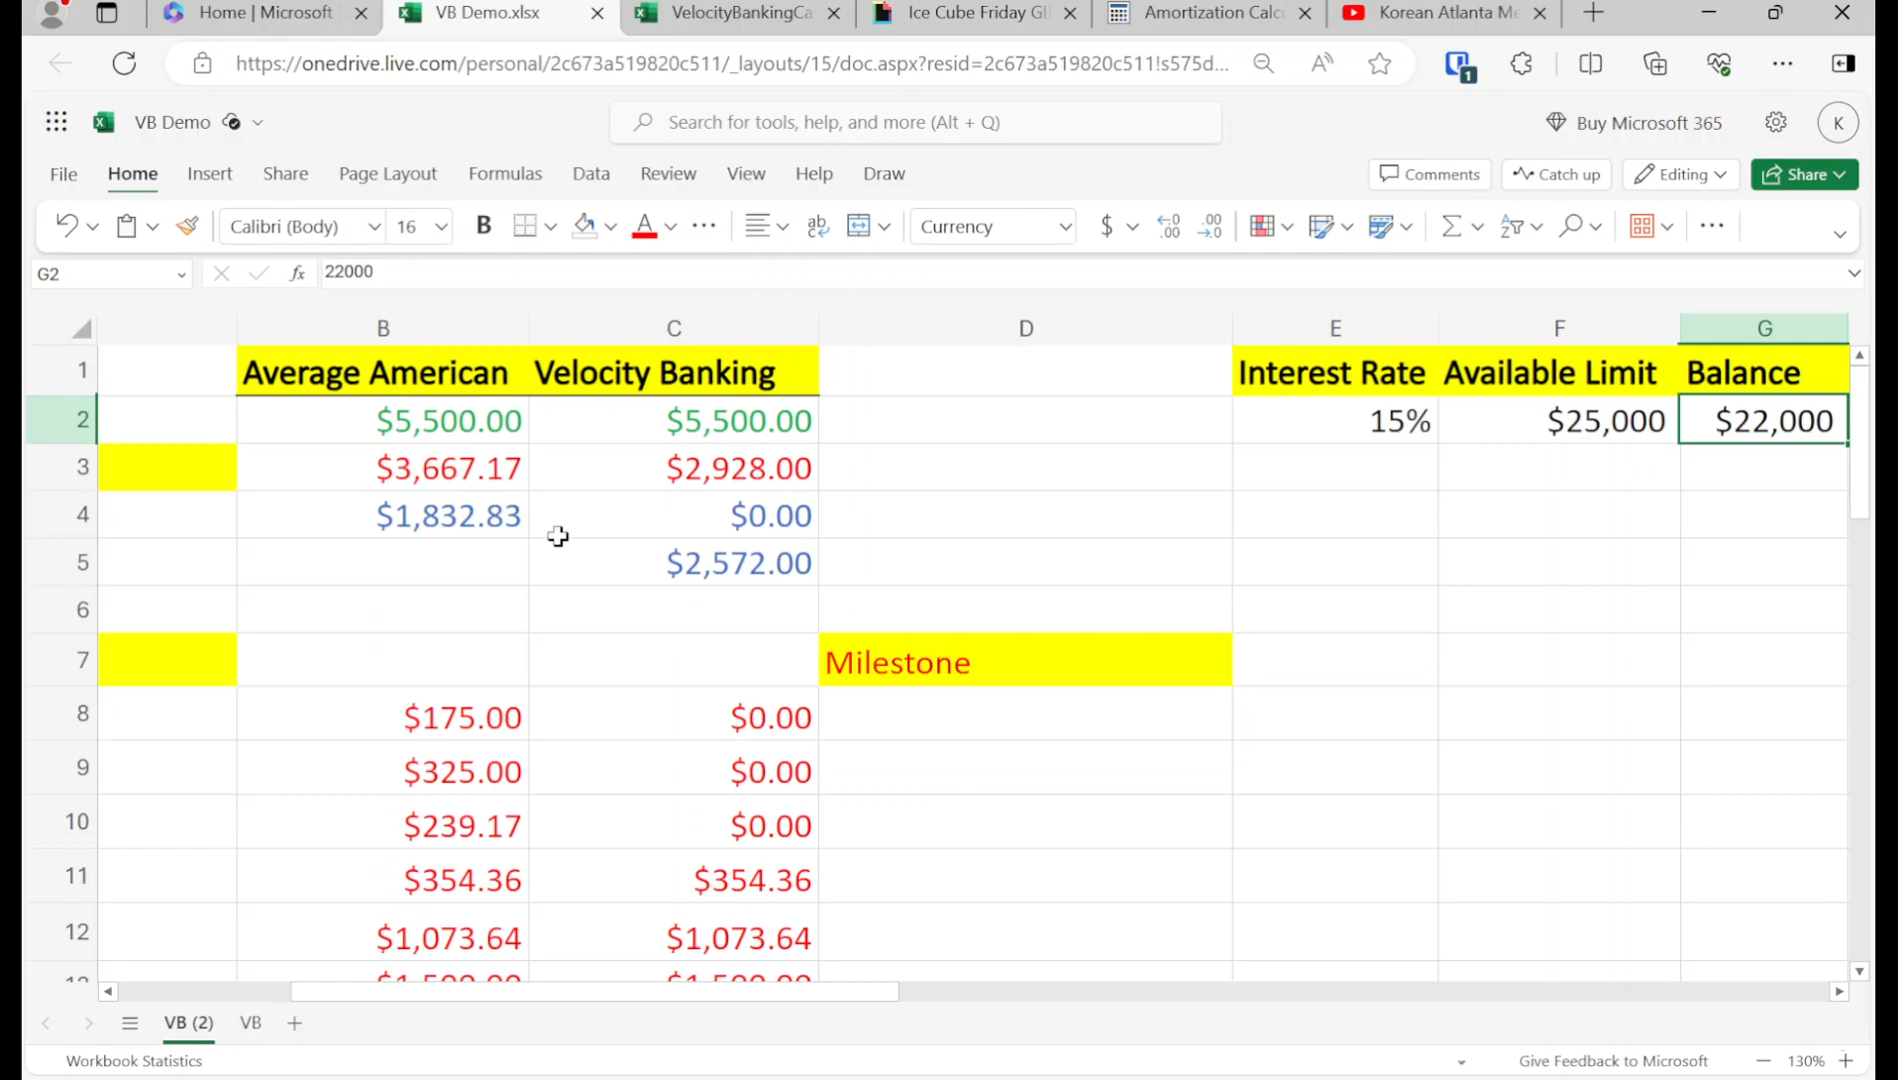 Home | Microsoft
VB Demo.xlsx
VelocityBankingCa
Ice Cube Friday GI
Amortization Calc
Korean Atlanta Me
https://onedrive.live.com/personal/2c673a519820c511/_layouts/15/doc.aspx?resid=2c673a519820c511!s575d...
1
VB Demo
Search for tools, help, and more (Alt + Q)
Buy Microsoft 365
K
File Home Insert Share Page Layout Formulas Data Review View Help Draw
Comments Catch up Editing Share
Calibri (Body) 16 B A ab Currency $ .00 .00
G2 fx 22000
B C D E F G
1 Average American Velocity Banking Interest Rate Available Limit Balance
2 $5,500.00 $5,500.00 15% $25,000 $22,000
3 $3,667.17 $2,928.00
4 $1,832.83 $0.00
5 $2,572.00
6
7 Milestone
8 $175.00 $0.00
9 $325.00 $0.00
10 $239.17 $0.00
11 $354.36 $354.36
12 $1,073.64 $1,073.64
VB (2) VB
Workbook Statistics
Give Feedback to Microsoft
130%